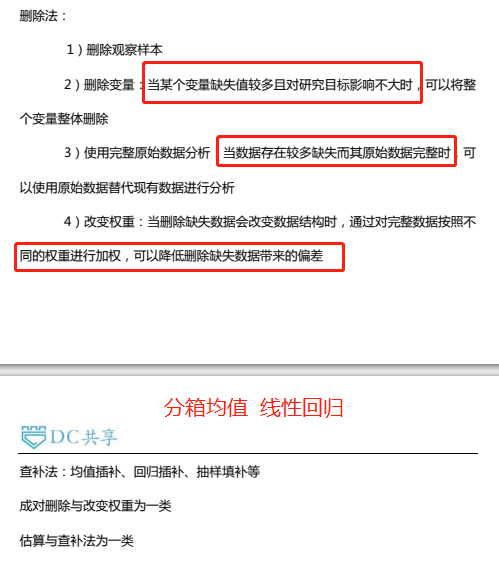 删除法：
1）删除观察样本
2）删除变量：当某个变量缺失值较多且对研究目标影响不大时，可以将整
个变量整体删除
3）使用完整原始数据分析：当数据存在较多缺失而其原始数据完整时，可
以使用原始数据替代现有数据进行分析
4）改变权重：当删除缺失数据会改变数据结构时，通过对完整数据按照不
同的权重进行加权，可以降低删除缺失数据带来的偏差
分箱均值 线性回归
DC共享
查补法：均值插补、回归插补、抽样填补等
成对删除与改变权重为一类
估算与查补法为一类